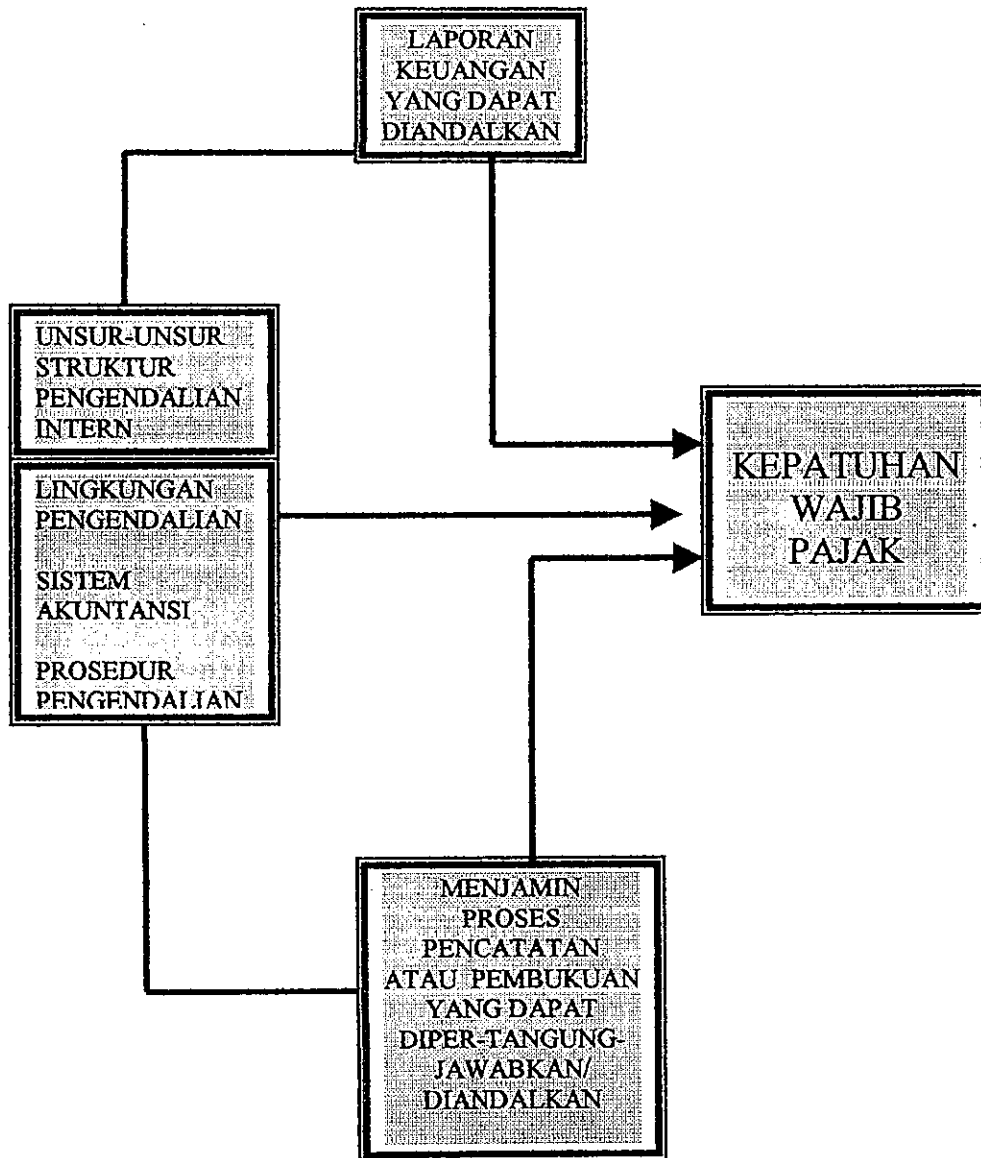 LAPORAN
KEUANGAN
YANG DAPAT
DIANDALKAN
UNSUR-UNSUR
STRUKTUR
PENGENDALIAN
INTERN
LINGKUNGAN
PENGENDALIAN
SISTEM
AKUNTANSI
PROSEDUR
PENGENDALIAN
KEPATUHAN
WAJIB
PAJAK
MENJAMIN
PROSES
PENCATATAN
ATAU PEMBUKUAN
YANG DAPAT
DIPER-TANGUNG-
JAWABKAN/
DIANDALKAN